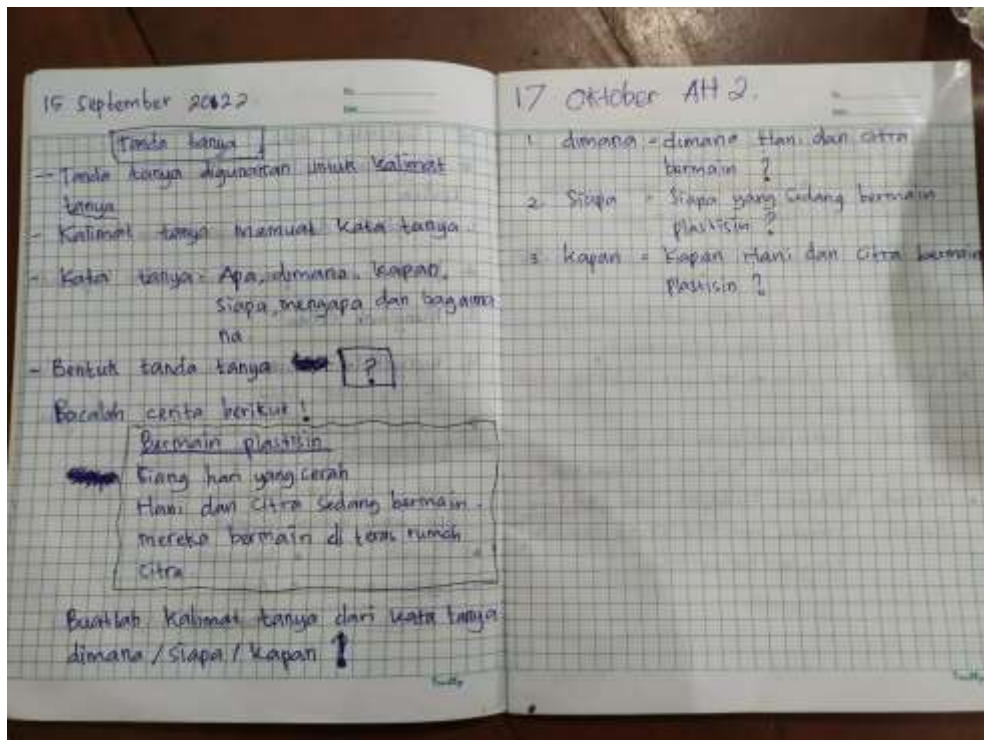 15 September 2022
No.
Date
Tanda tanya
- Tanda tanya digunakan untuk kalimat
tanya
- Kalimat tanya memuat kata tanya
- Kata tanya = Apa, dimana, kapan,
siapa, mengapa dan bagaima
na
- Bentuk tanda tanya ?
Bacalah cerita berikut !
Bermain plastisin
Siang hari yang cerah
Hani dan Citra sedang bermain.
mereka bermain di teras rumah
Citra
Buatlah kalimat tanya dari kata tanya
dimana / siapa / kapan !
17 Oktober AH 2.
1 dimana = dimana Hani dan citra
bermain ?
2. Siapa = Siapa yang sedang bermain
plastisin ?
3. kapan = kapan Hani dan Citra bermain
plastisin ?